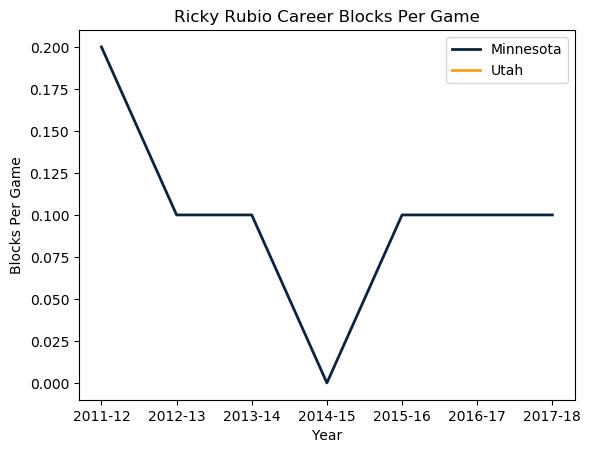 Ricky Rubio Career Blocks Per Game
Minnesota
Utah
0.200
0.175
0.150
0.125
0.100
0.075
0.050
0.025
0.000
Blocks Per Game
2011-12 2012-13 2013-14 2014-15 2015-16 2016-17 2017-18
Year